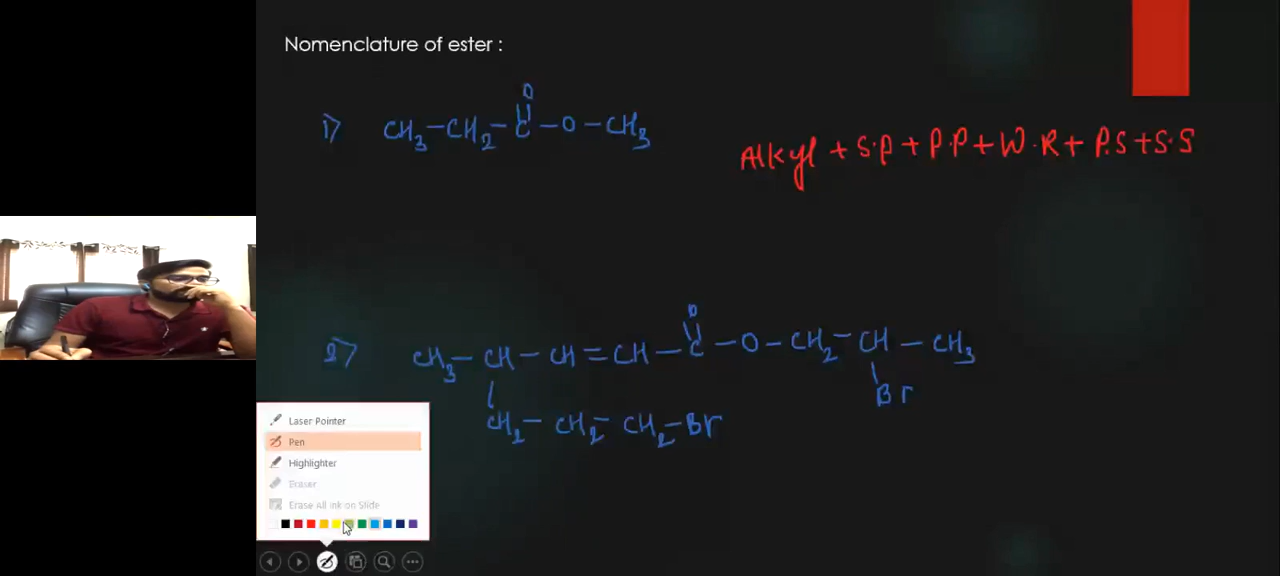 Nomenclature of ester :
O
1) CH3-CH2-C-O-CH3
Alkyl + S.P + P.P + W.R + P.S + S.S
O
2) CH3-CH-CH=CH-C-O-CH2-CH-CH3
Br
CH2-CH2-CH2-Br
Laser Pointer
Pen
Highlighter
Eraser
Erase All Ink on Slide